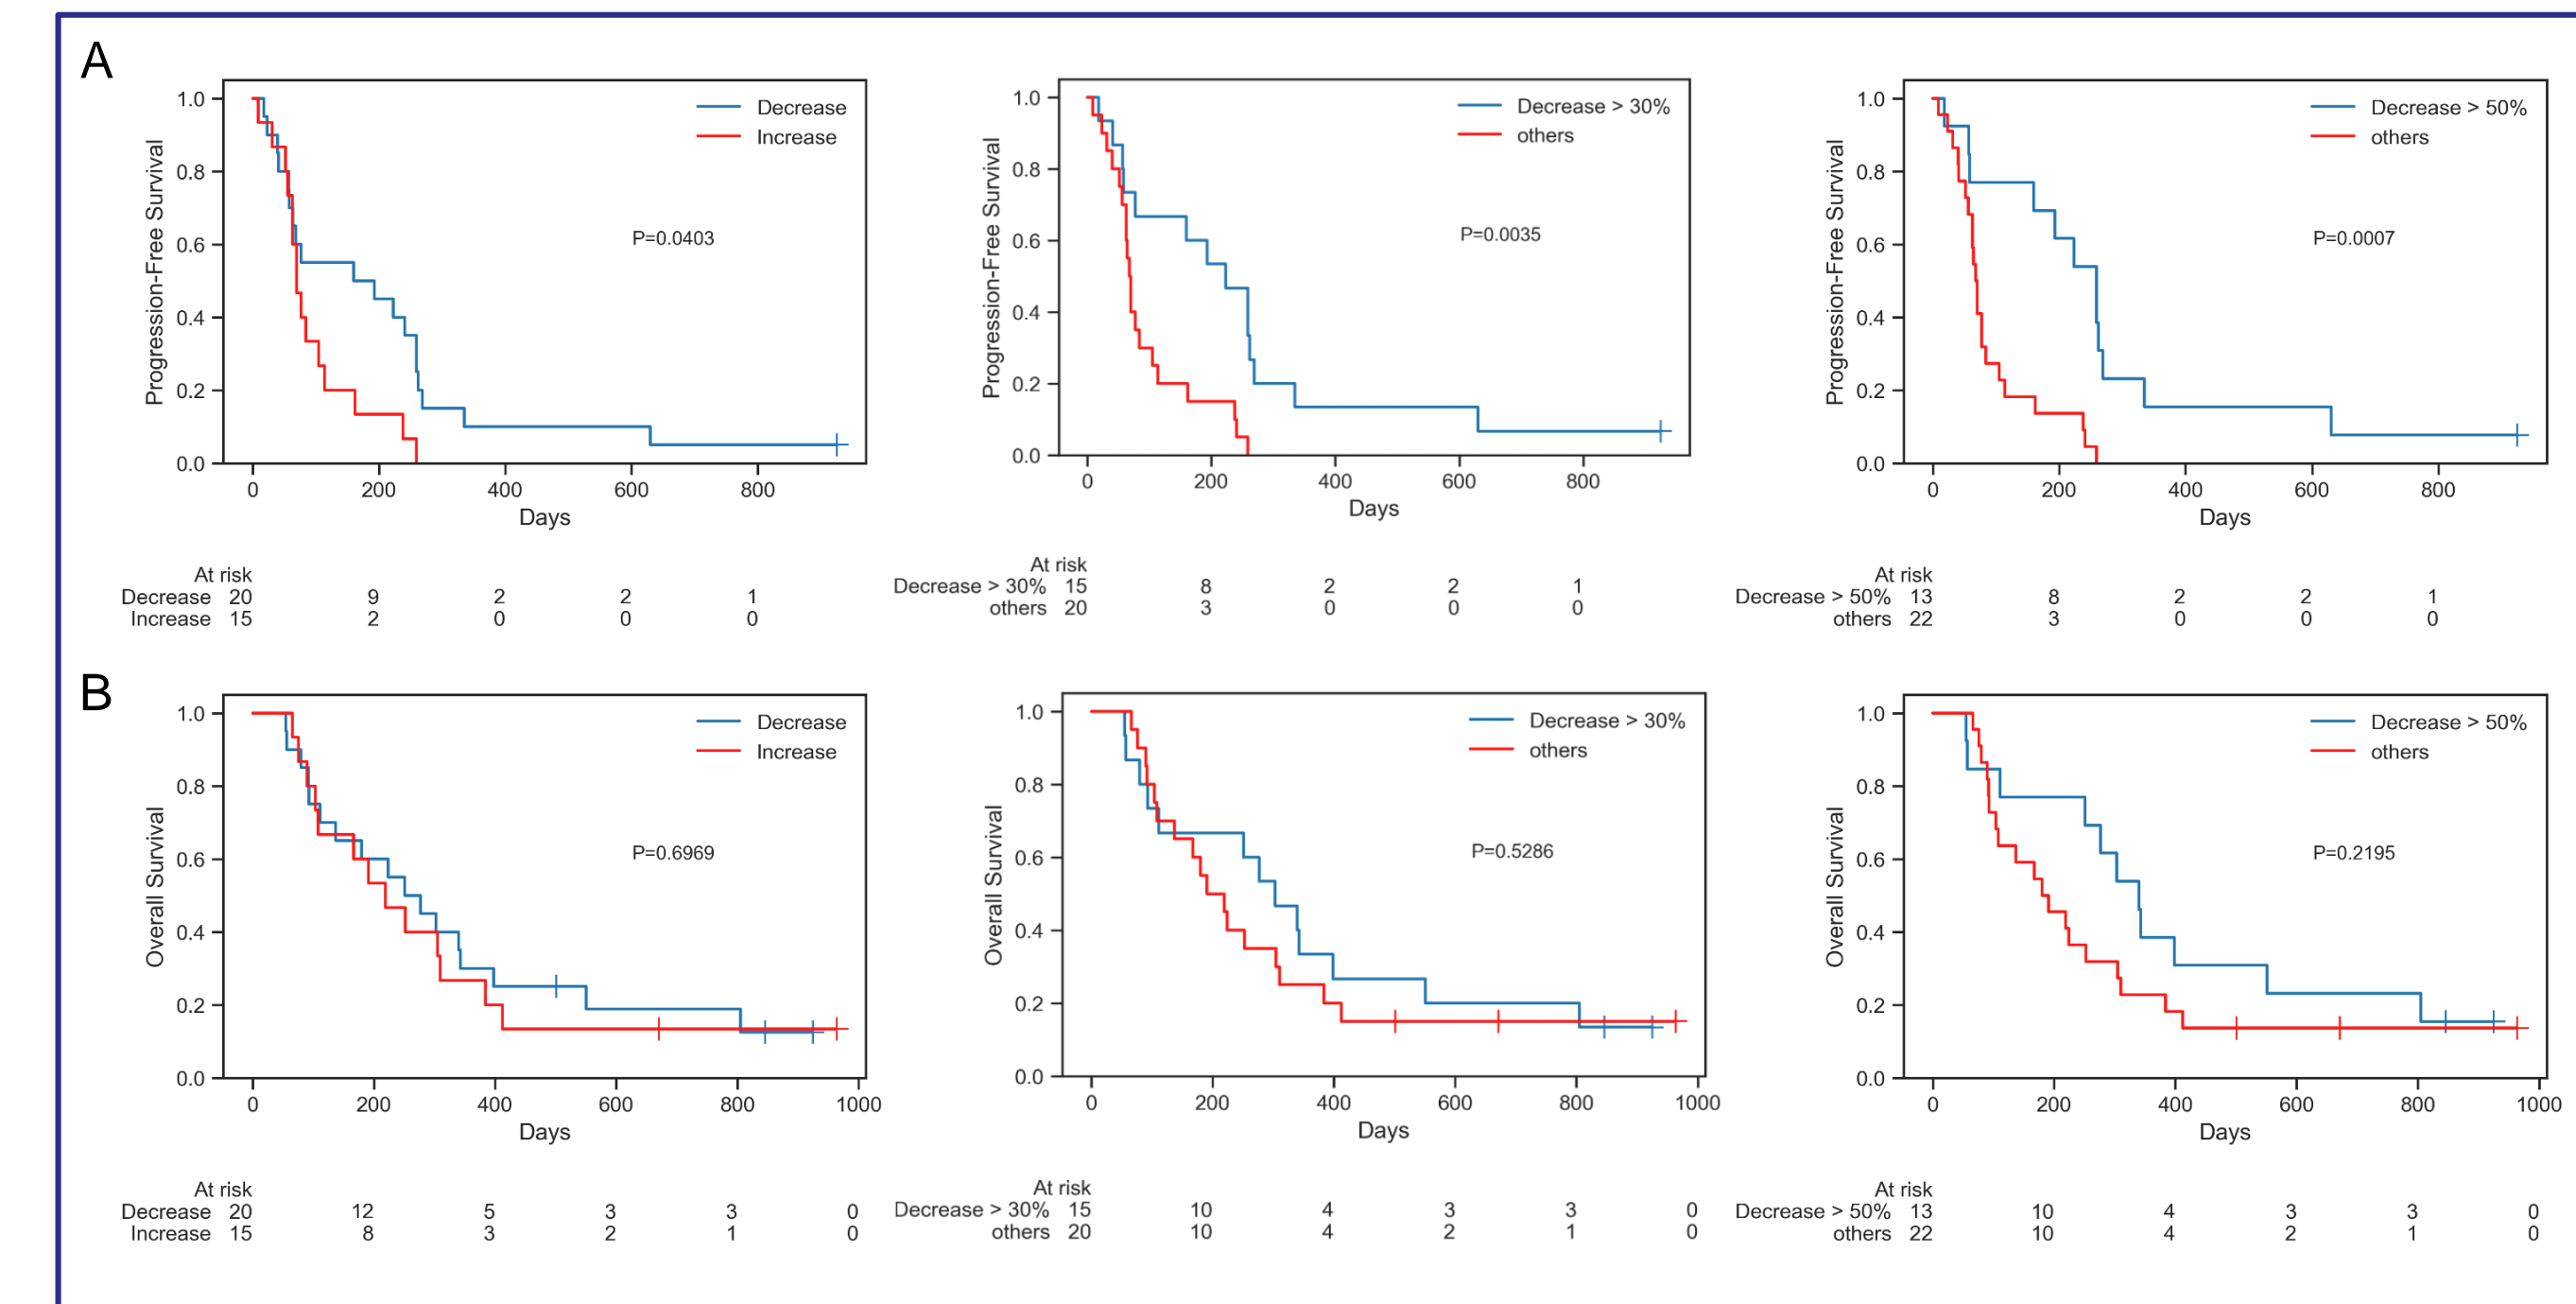 A
1.0
0.8
0.6
0.4
0.2
0.0
Progression-Free Survival
Decrease
Increase
P=0.0403
0 200 400 600 800
Days
At risk
Decrease 20 9 2 2 1
Increase 15 2 0 0 0
1.0
0.8
0.6
0.4
0.2
0.0
Progression-Free Survival
Decrease > 30%
others
P=0.0035
0 200 400 600 800
Days
At risk
Decrease > 30% 15 8 2 2 1
others 20 3 0 0 0
1.0
0.8
0.6
0.4
0.2
0.0
Progression-Free Survival
Decrease > 50%
others
P=0.0007
0 200 400 600 800
Days
At risk
Decrease > 50% 13 8 2 2 1
others 22 3 0 0 0
B
1.0
0.8
0.6
0.4
0.2
0.0
Overall Survival
Decrease
Increase
P=0.6969
0 200 400 600 800 1000
Days
At risk
Decrease 20 12 5 3 3 0
Increase 15 8 3 2 1 0
1.0
0.8
0.6
0.4
0.2
0.0
Overall Survival
Decrease > 30%
others
P=0.5286
0 200 400 600 800 1000
Days
At risk
Decrease > 30% 15 10 4 3 3 0
others 20 10 4 2 1 0
1.0
0.8
0.6
0.4
0.2
0.0
Overall Survival
Decrease > 50%
others
P=0.2195
0 200 400 600 800 1000
Days
At risk
Decrease > 50% 13 10 4 3 3 0
others 22 10 4 2 1 0